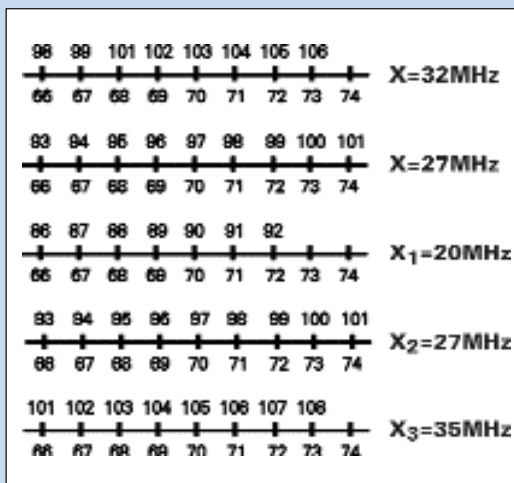 98 99 101 102 103 104 105 106
66 67 68 69 70 71 72 73 74
X=32MHz
93 94 95 96 97 98 99 100 101
66 67 68 69 70 71 72 73 74
X=27MHz
86 87 88 89 90 91 92
66 67 68 69 70 71 72 73 74
X₁=20MHz
93 94 95 96 97 98 99 100 101
66 67 68 69 70 71 72 73 74
X₂=27MHz
101 102 103 104 105 106 107 108
66 67 68 69 70 71 72 73 74
X₃=35MHz